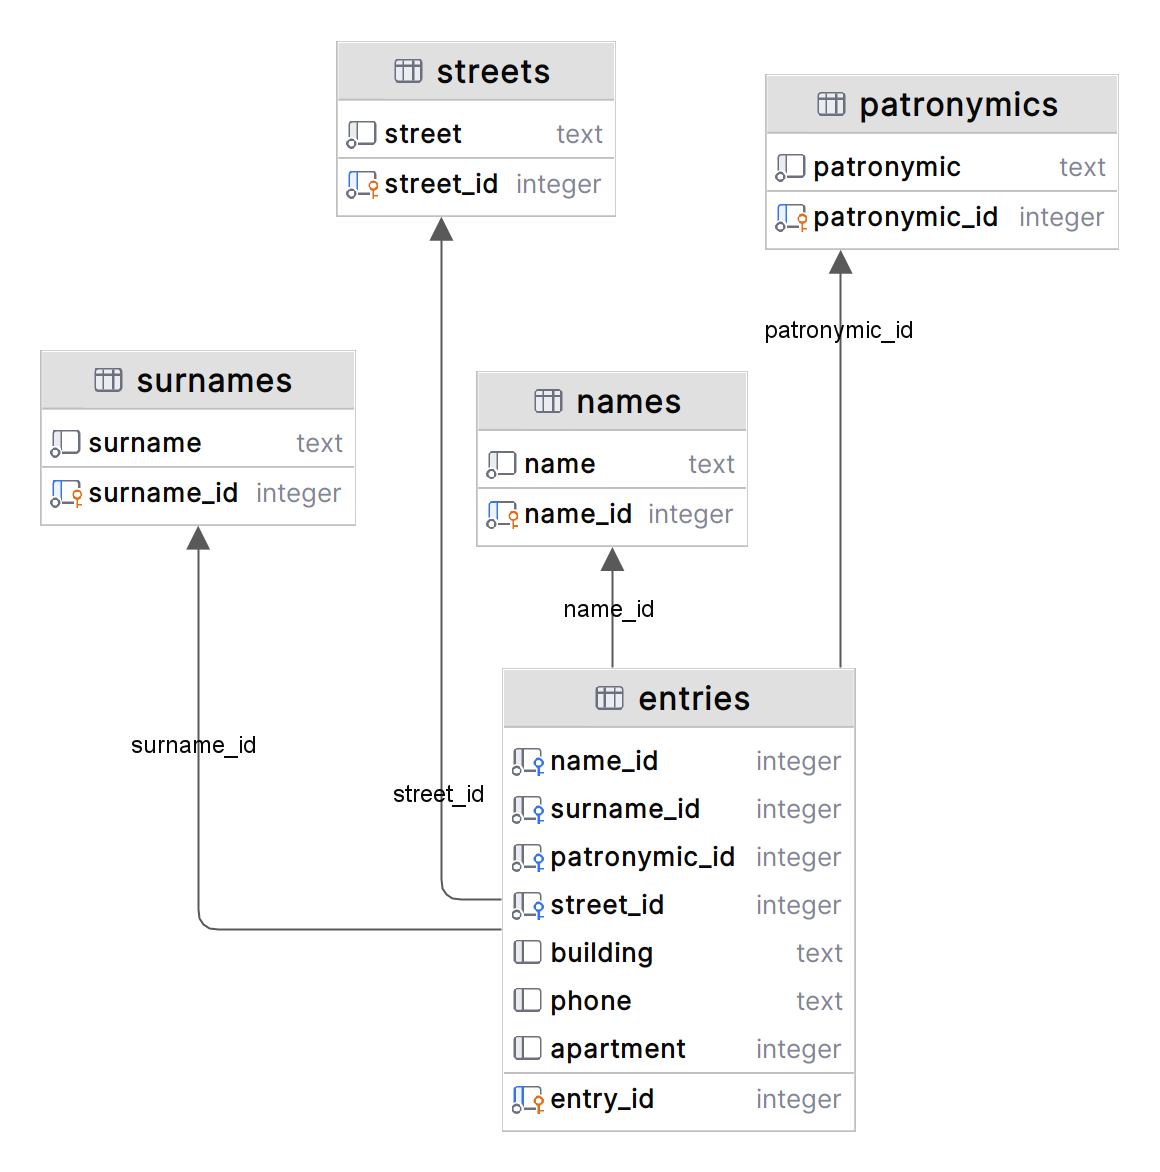 streets
street text
street_id integer
patronymics
patronymic text
patronymic_id integer
patronymic_id
surnames
surname text
surname_id integer
names
name text
name_id integer
name_id
surname_id
street_id
entries
name_id integer
surname_id integer
patronymic_id integer
street_id integer
building text
phone text
apartment integer
entry_id integer